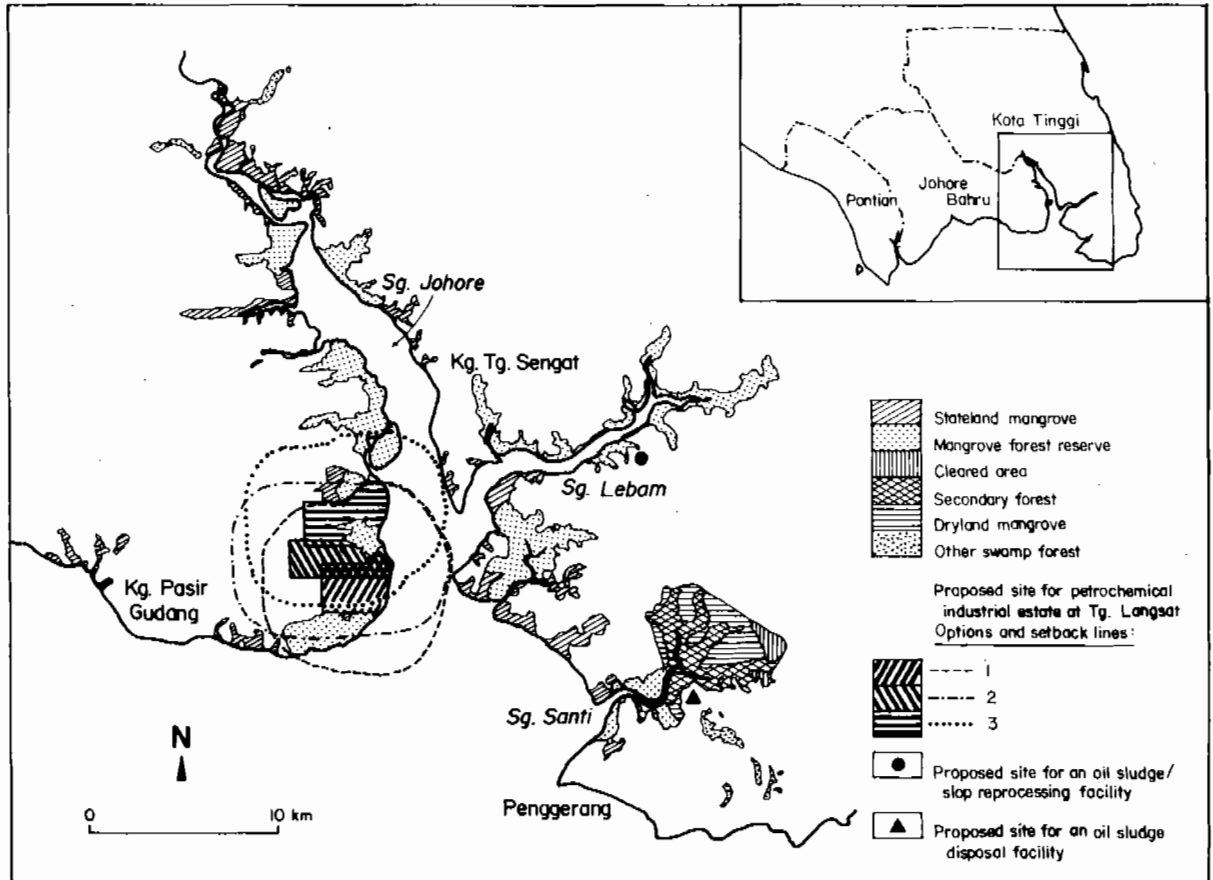 Kota Tinggi
Johore
Bahru
Pontian
Sg. Johore
Kg. Tg. Sengat
Sg. Lebam
Kg. Pasir
Gudang
Sg. Santi
Penggerang
N
0 10 km
Stateland mangrove
Mangrove forest reserve
Cleared area
Secondary forest
Dryland mangrove
Other swamp forest
Proposed site for petrochemical
industrial estate at Tg. Langsat
Options and setback lines:
1
2
3
Proposed site for an oil sludge/
slop reprocessing facility
Proposed site for an oil sludge
disposal facility